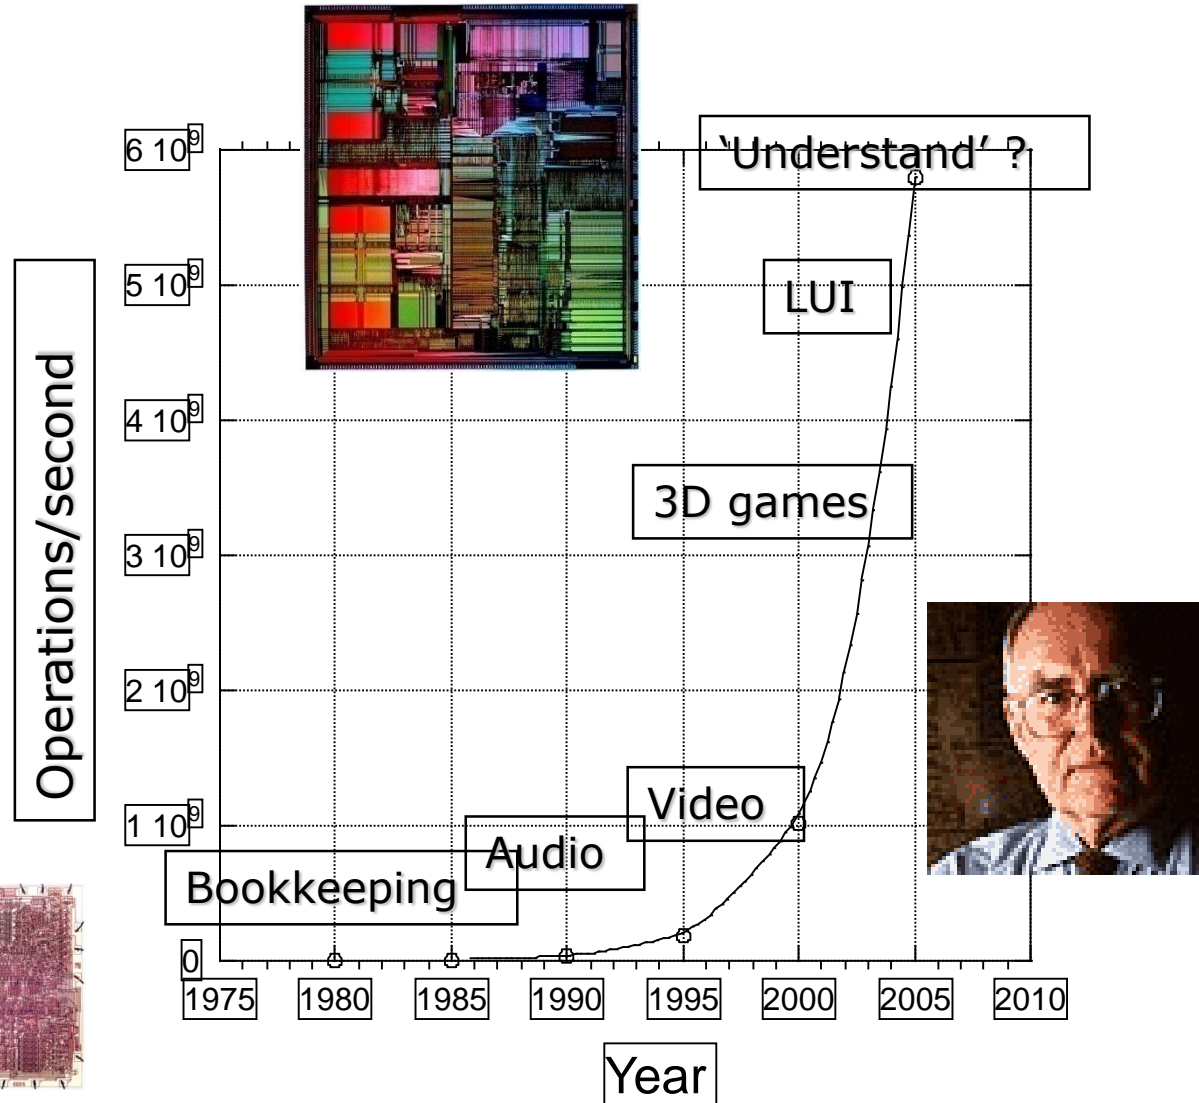 ‘Understand’ ?
6 10⁹
LUI
5 10⁹
4 10⁹
3D games
3 10⁹
2 10⁹
Video
1 10⁹
Audio
Bookkeeping
0
Operations/second
1975 1980 1985 1990 1995 2000 2005 2010
Year